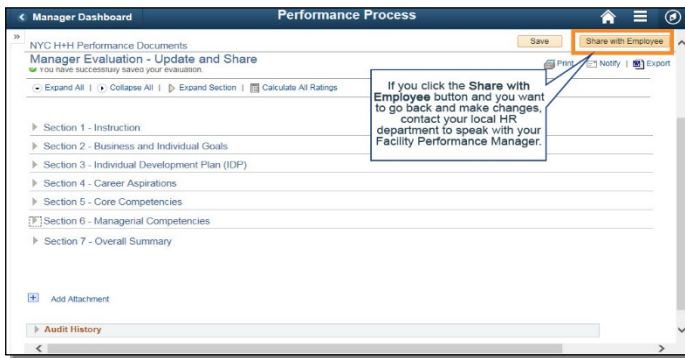 Manager Dashboard
Performance Process
»
NYC H+H Performance Documents
Save
Share with Employee
Manager Evaluation - Update and Share
You have successfully saved your evaluation.
Print
Notify |
Export
Expand All | Collapse All | Expand Section | Calculate All Ratings
If you click the Share with
Employee button and you want
to go back and make changes,
contact your local HR
department to speak with your
Facility Performance Manager.
Section 1 - Instruction
Section 2 - Business and Individual Goals
Section 3 - Individual Development Plan (IDP)
Section 4 - Career Aspirations
Section 5 - Core Competencies
Section 6 - Managerial Competencies
Section 7 - Overall Summary
Add Attachment
Audit History